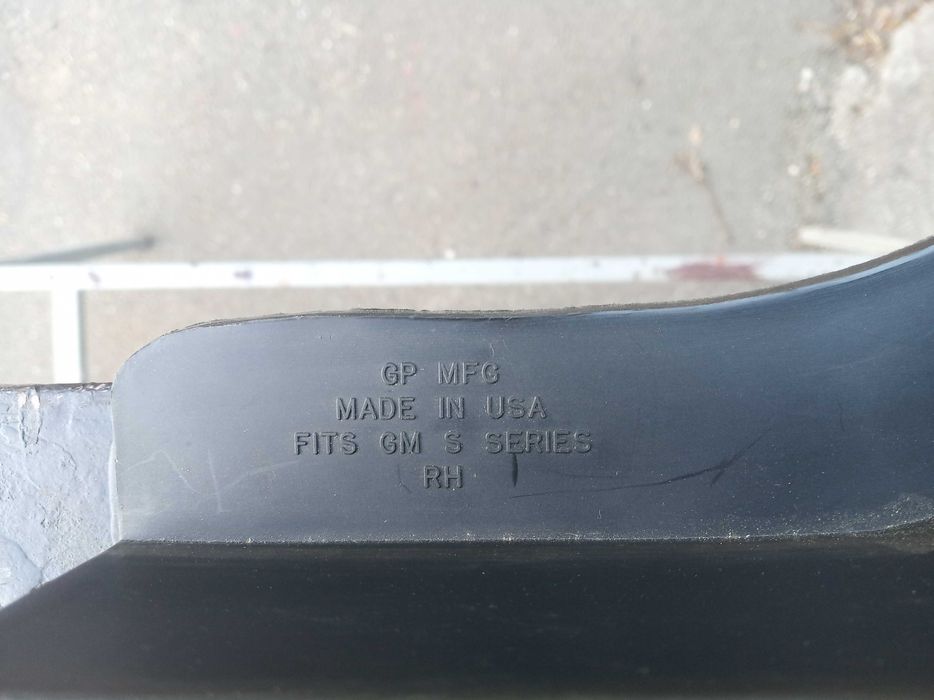 GP MFG
MADE IN USA
FITS GM S SERIES
RH